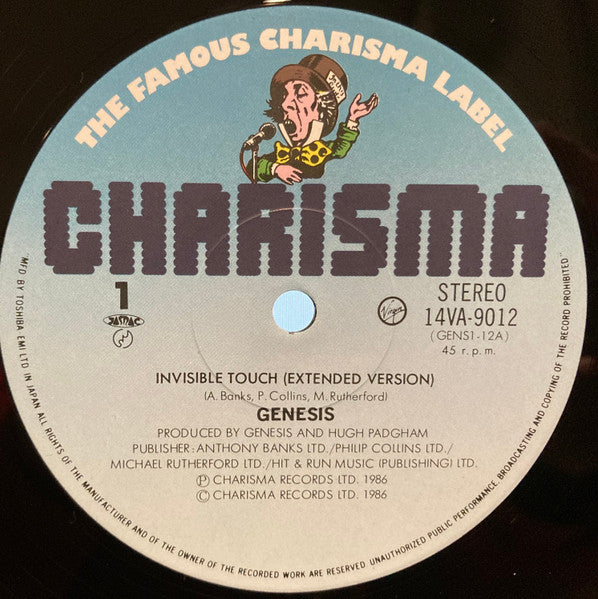 THE FAMOUS CHARISMA LABEL
CHARISMA
1
JASRAC
STEREO
Virgin
14VA-9012
(GENS1-12A)
45 r.p.m.
INVISIBLE TOUCH (EXTENDED VERSION)
(A. Banks, P. Collins, M. Rutherford)
GENESIS
PRODUCED BY GENESIS AND HUGH PADGHAM
PUBLISHER: ANTHONY BANKS LTD./PHILIP COLLINS LTD./
MICHAEL RUTHERFORD LTD./HIT & RUN MUSIC (PUBLISHING) LTD.
Ⓟ CHARISMA RECORDS LTD. 1986
© CHARISMA RECORDS LTD. 1986
MFD BY TOSHIBA EMI LTD IN JAPAN ALL RIGHTS OF THE MANUFACTURER AND OF THE OWNER OF THE RECORDED WORK ARE RESERVED UNAUTHORIZED PUBLIC PERFORMANCE, BROADCASTING AND COPYING OF THE RECORD PROHIBITED